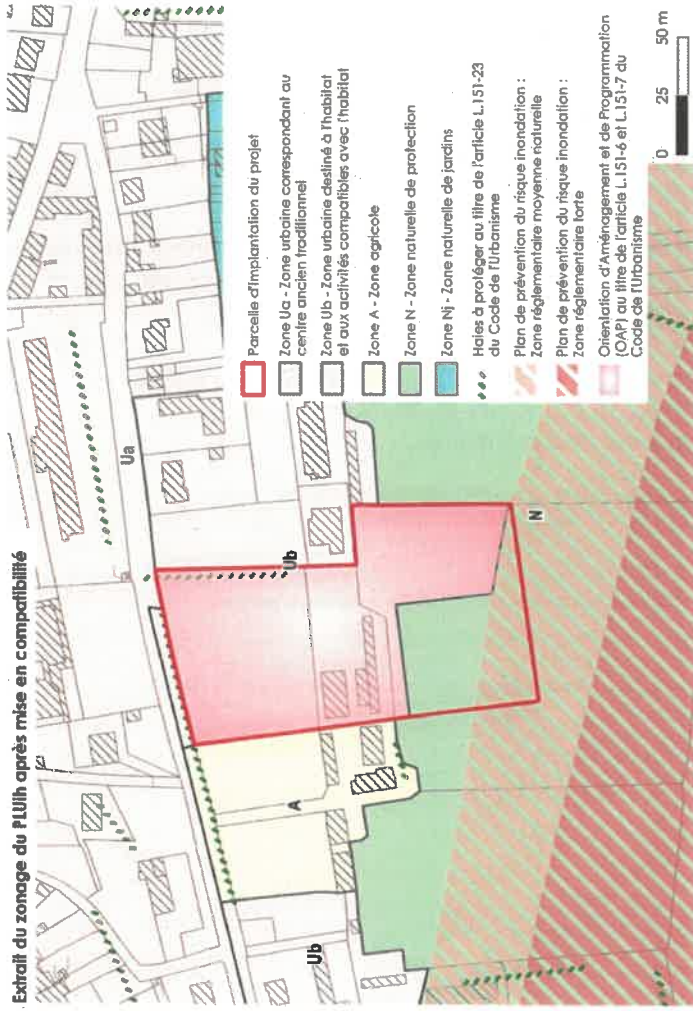 Extrait du zonage du PLUih après mise en compatibilité
Ua
Ub
A
Ub
N
Parcelle d'implantation du projet
Zone Ua - Zone urbaine correspondant au
centre ancien traditionnel
Zone Ub - Zone urbaine destiné à l'habitat
et aux activités compatibles avec l'habitat
Zone A - Zone agricole
Zone N - Zone naturelle de protection
Zone Nj - Zone naturelle de jardins
Haies à protéger au titre de l'article L.151-23
du Code de l'Urbanisme
Plan de prévention du risque inondation :
Zone réglementaire moyenne naturelle
Plan de prévention du risque inondation :
Zone réglementaire forte
Orientation d'Aménagement et de Programmation
(OAP) au titre de l'article L.151-6 et L.151-7 du
Code de l'Urbanisme
0 25 50 m